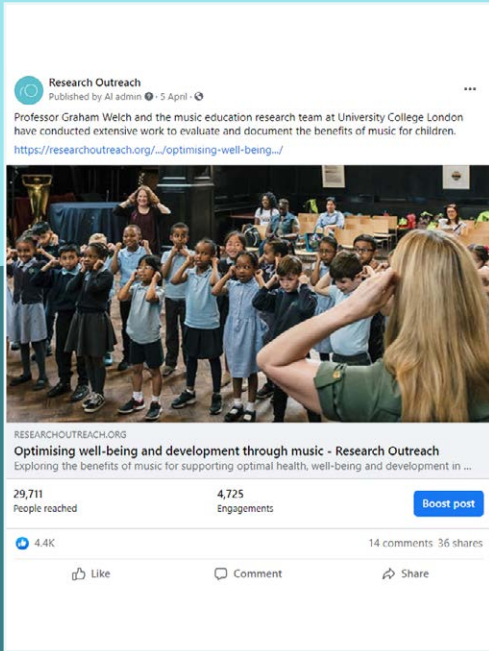 Research Outreach
Published by AI admin · 5 April ·
Professor Graham Welch and the music education research team at University College London
have conducted extensive work to evaluate and document the benefits of music for children.
https://researchoutreach.org/.../optimising-well-being.../
RESEARCHOUTREACH.ORG
Optimising well-being and development through music - Research Outreach
Exploring the benefits of music for supporting optimal health, well-being and development in ...
29,711 4,725
People reached Engagements
Boost post
4.4K 14 comments 36 shares
Like Comment Share